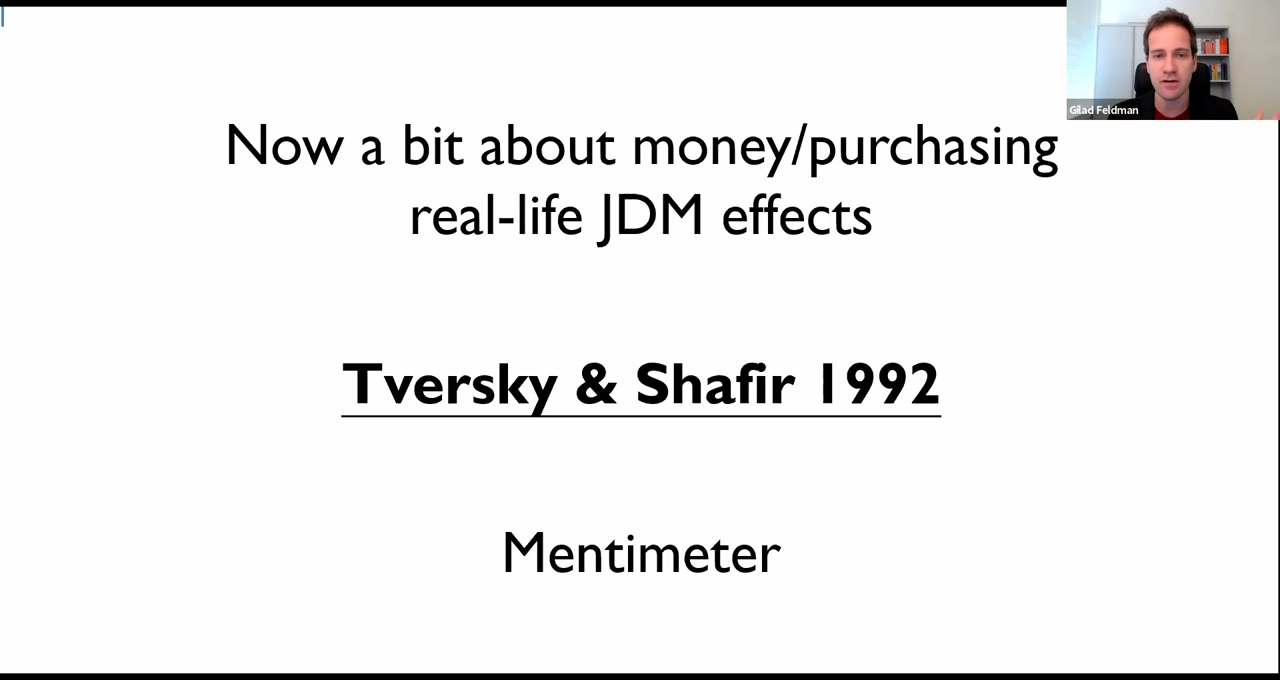 Gilad Feldman
Now a bit about money/purchasing
real-life JDM effects
Tversky & Shafir 1992
Mentimeter